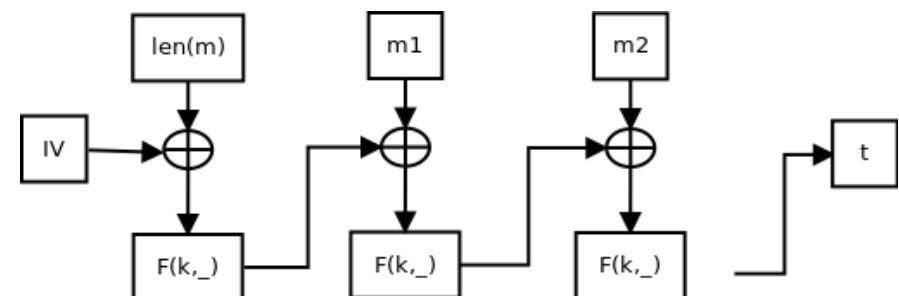 len(m)
m1
m2
IV
t
F(k,_)
F(k,_)
F(k,_)